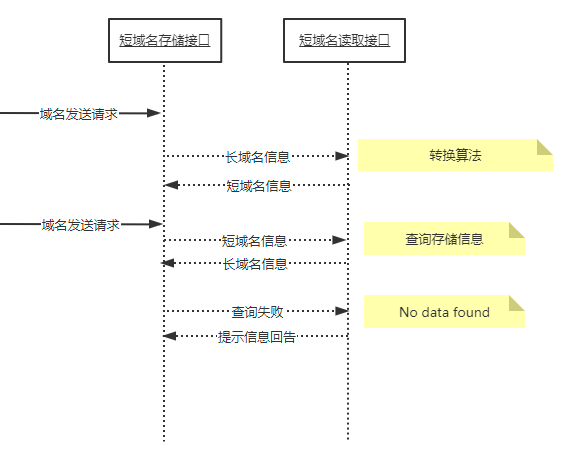 短域名存储接口
短域名读取接口
域名发送请求
长域名信息
转换算法
短域名信息
域名发送请求
短域名信息
查询存储信息
长域名信息
查询失败
No data found
提示信息回告